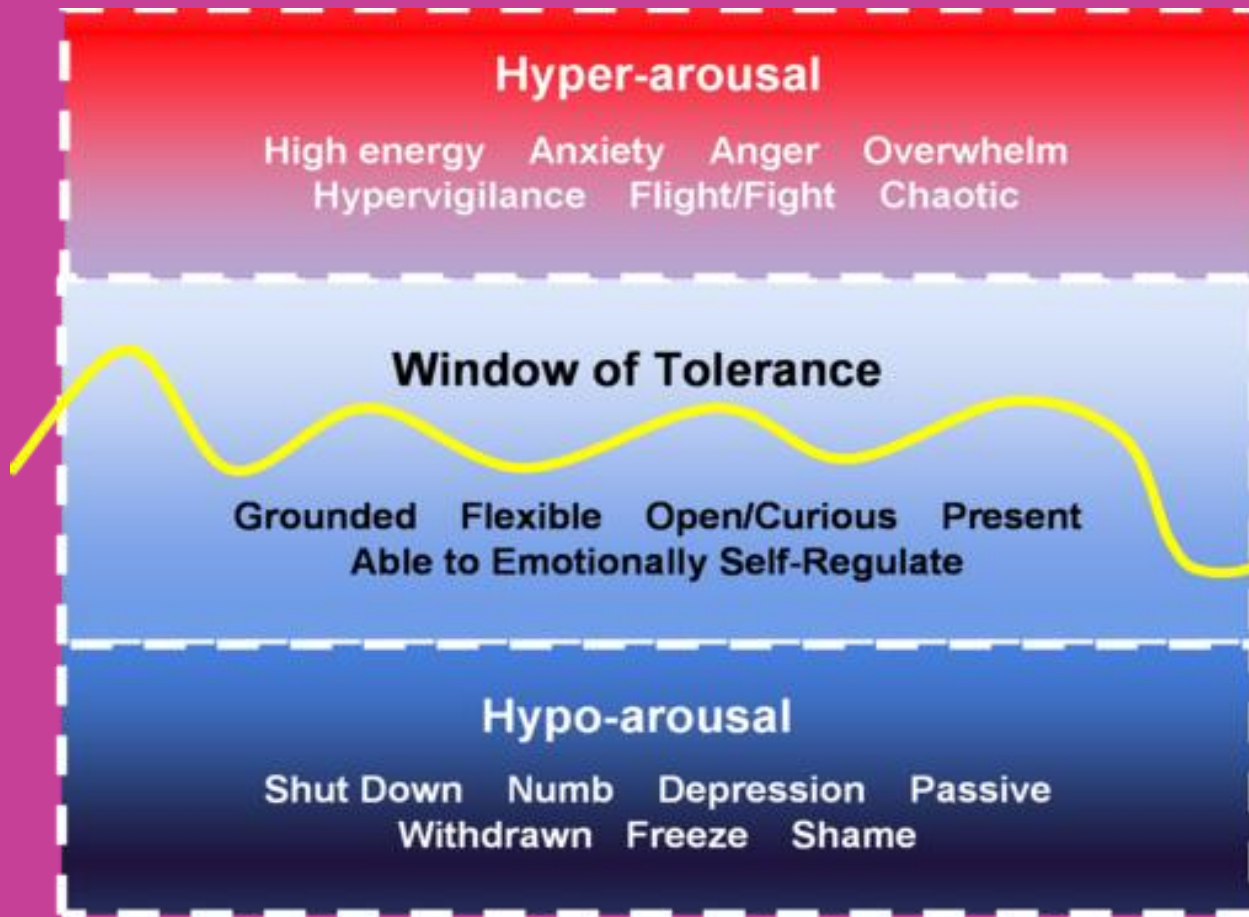 Hyper-arousal
High energy Anxiety Anger Overwhelm
Hypervigilance Flight/Fight Chaotic
Window of Tolerance
Grounded Flexible Open/Curious Present
Able to Emotionally Self-Regulate
Hypo-arousal
Shut Down Numb Depression Passive
Withdrawn Freeze Shame